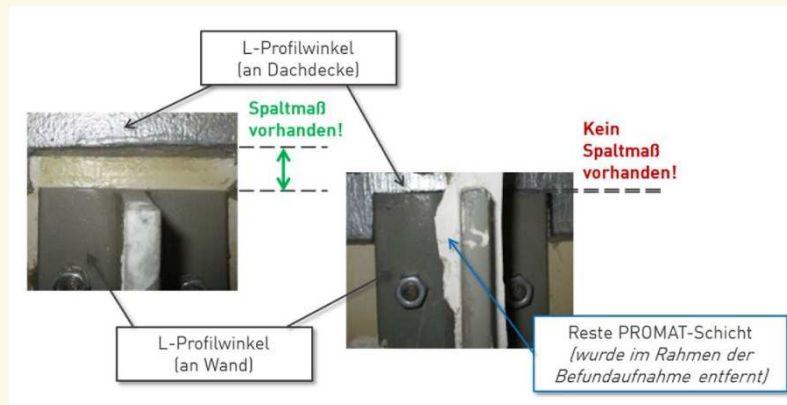 L-Profilwinkel
(an Dachdecke)
Spaltmaß
vorhanden!
Kein
Spaltmaß
vorhanden!
L-Profilwinkel
(an Wand)
Reste PROMAT-Schicht
(wurde im Rahmen der
Befundaufnahme entfernt)